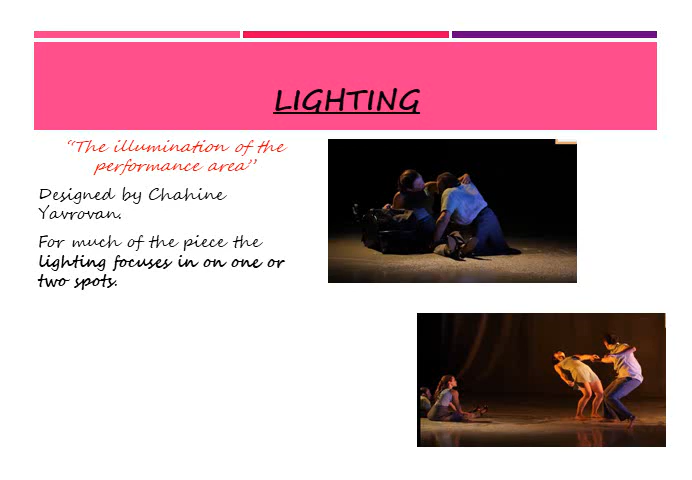 LIGHTING
“The illumination of the
performance area”
Designed by Chahine
Yavrovan.
For much of the piece the
lighting focuses in on one or
two spots.